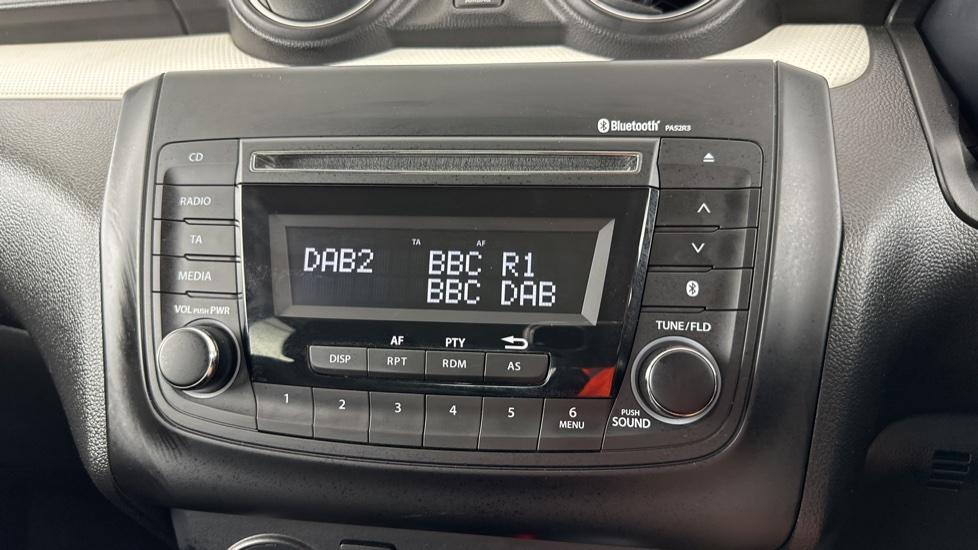 Bluetooth PA52R3
CD
RADIO
TA
MEDIA
VOL PUSH PWR
TA AF
DAB2 BBC R1
BBC DAB
AF PTY
DISP RPT RDM AS
1 2 3 4 5 6
MENU
TUNE/FLD
PUSH
SOUND